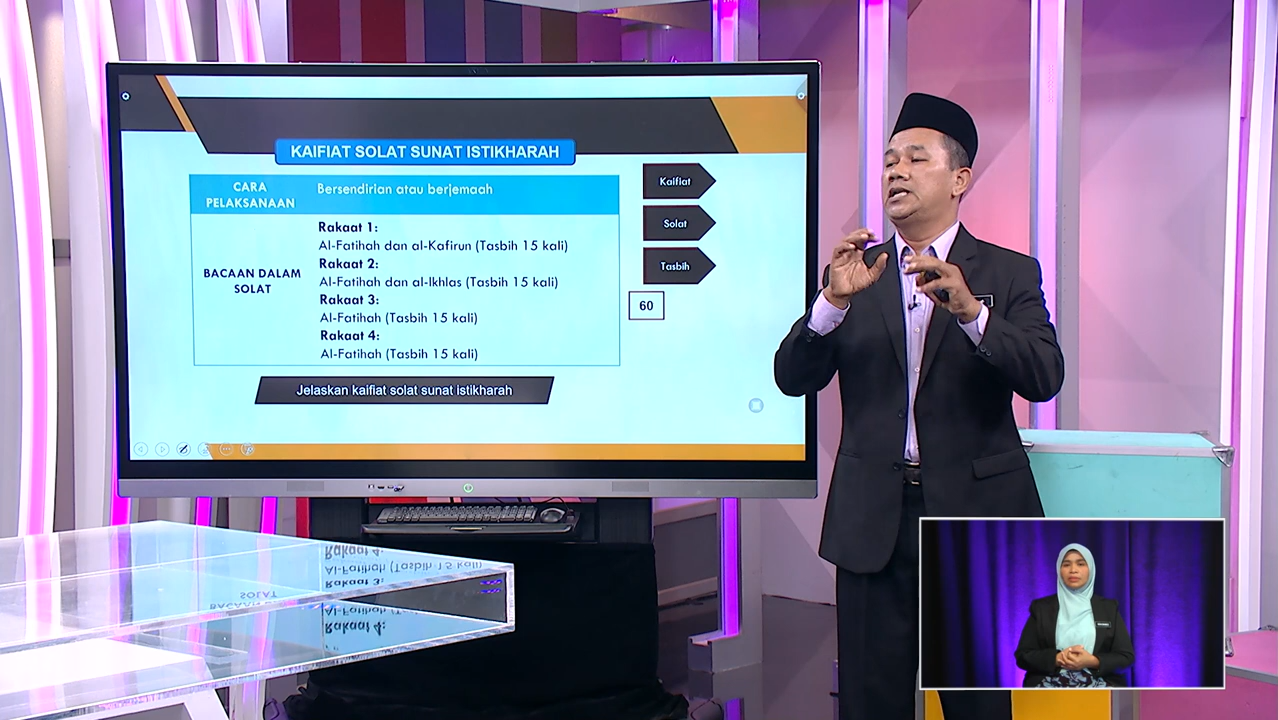 KAIFIAT SOLAT SUNAT ISTIKHARAH
CARA PELAKSANAAN
Bersendirian atau berjemaah
BACAAN DALAM SOLAT
Rakaat 1:
Al-Fatihah dan al-Kafirun (Tasbih 15 kali)
Rakaat 2:
Al-Fatihah dan al-Ikhlas (Tasbih 15 kali)
Rakaat 3:
Al-Fatihah (Tasbih 15 kali)
Rakaat 4:
Al-Fatihah (Tasbih 15 kali)
Kaifiat
Solat
Tasbih
60
Jelaskan kaifiat solat sunat istikharah